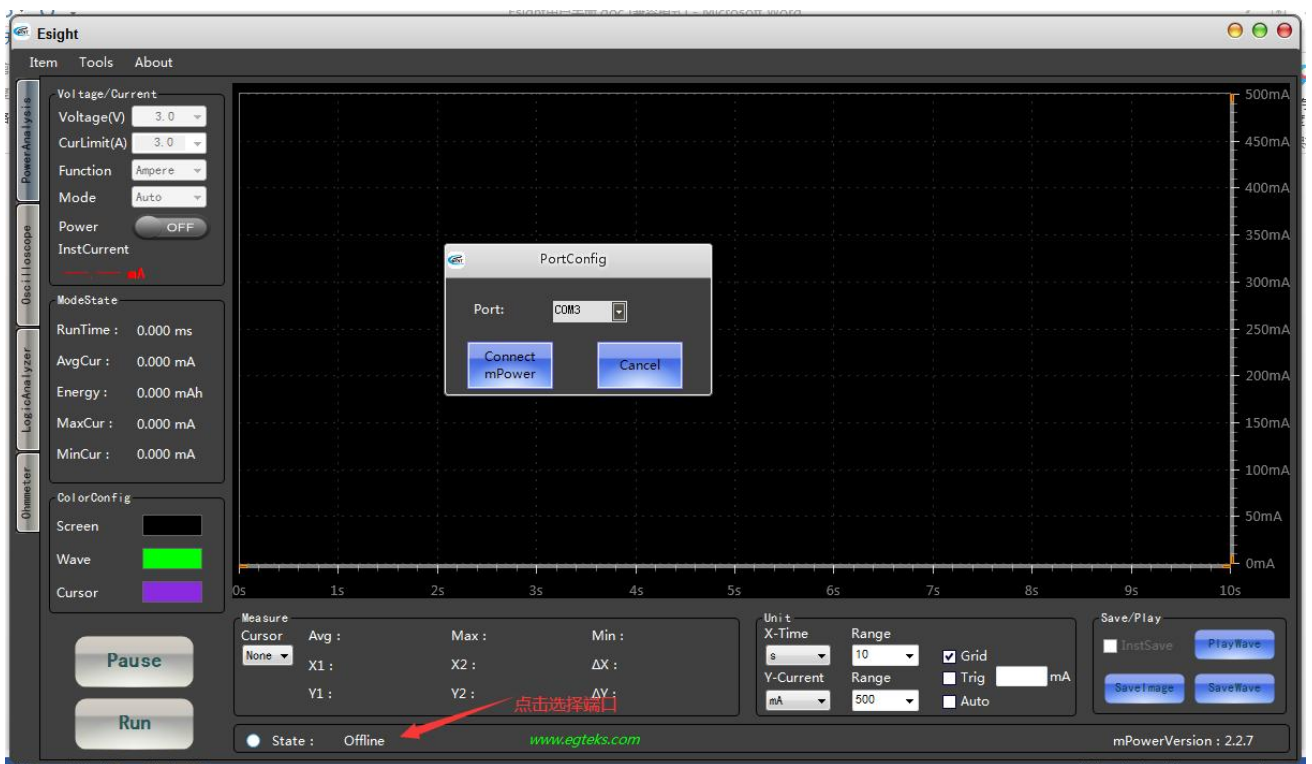 Esight
Item Tools About
PowerAnalysis
Oscilloscope
LogicAnalyzer
Ohmmeter
Voltage/Current
Voltage(V) 3.0
CurLimit(A) 3.0
Function Ampere
Mode Auto
Power OFF
InstCurrent
--- --- mA
ModeState
RunTime : 0.000 ms
AvgCur : 0.000 mA
Energy : 0.000 mAh
MaxCur : 0.000 mA
MinCur : 0.000 mA
ColorConfig
Screen
Wave
Cursor
Pause
Run
PortConfig
Port: COM3
Connect
mPower
Cancel
500mA
450mA
400mA
350mA
300mA
250mA
200mA
150mA
100mA
50mA
0mA
0s 1s 2s 3s 4s 5s 6s 7s 8s 9s 10s
Measure
Cursor Avg : Max : Min :
None
X1 : X2 : ΔX :
Y1 : Y2 : ΔY :
点击选择端口
Unit
X-Time Range
s 10
Y-Current Range
mA 500
Grid
Trig mA
Auto
Save/Play
InstSave PlayWave
SaveImage SaveWave
State : Offline
www.egteks.com
mPowerVersion : 2.2.7